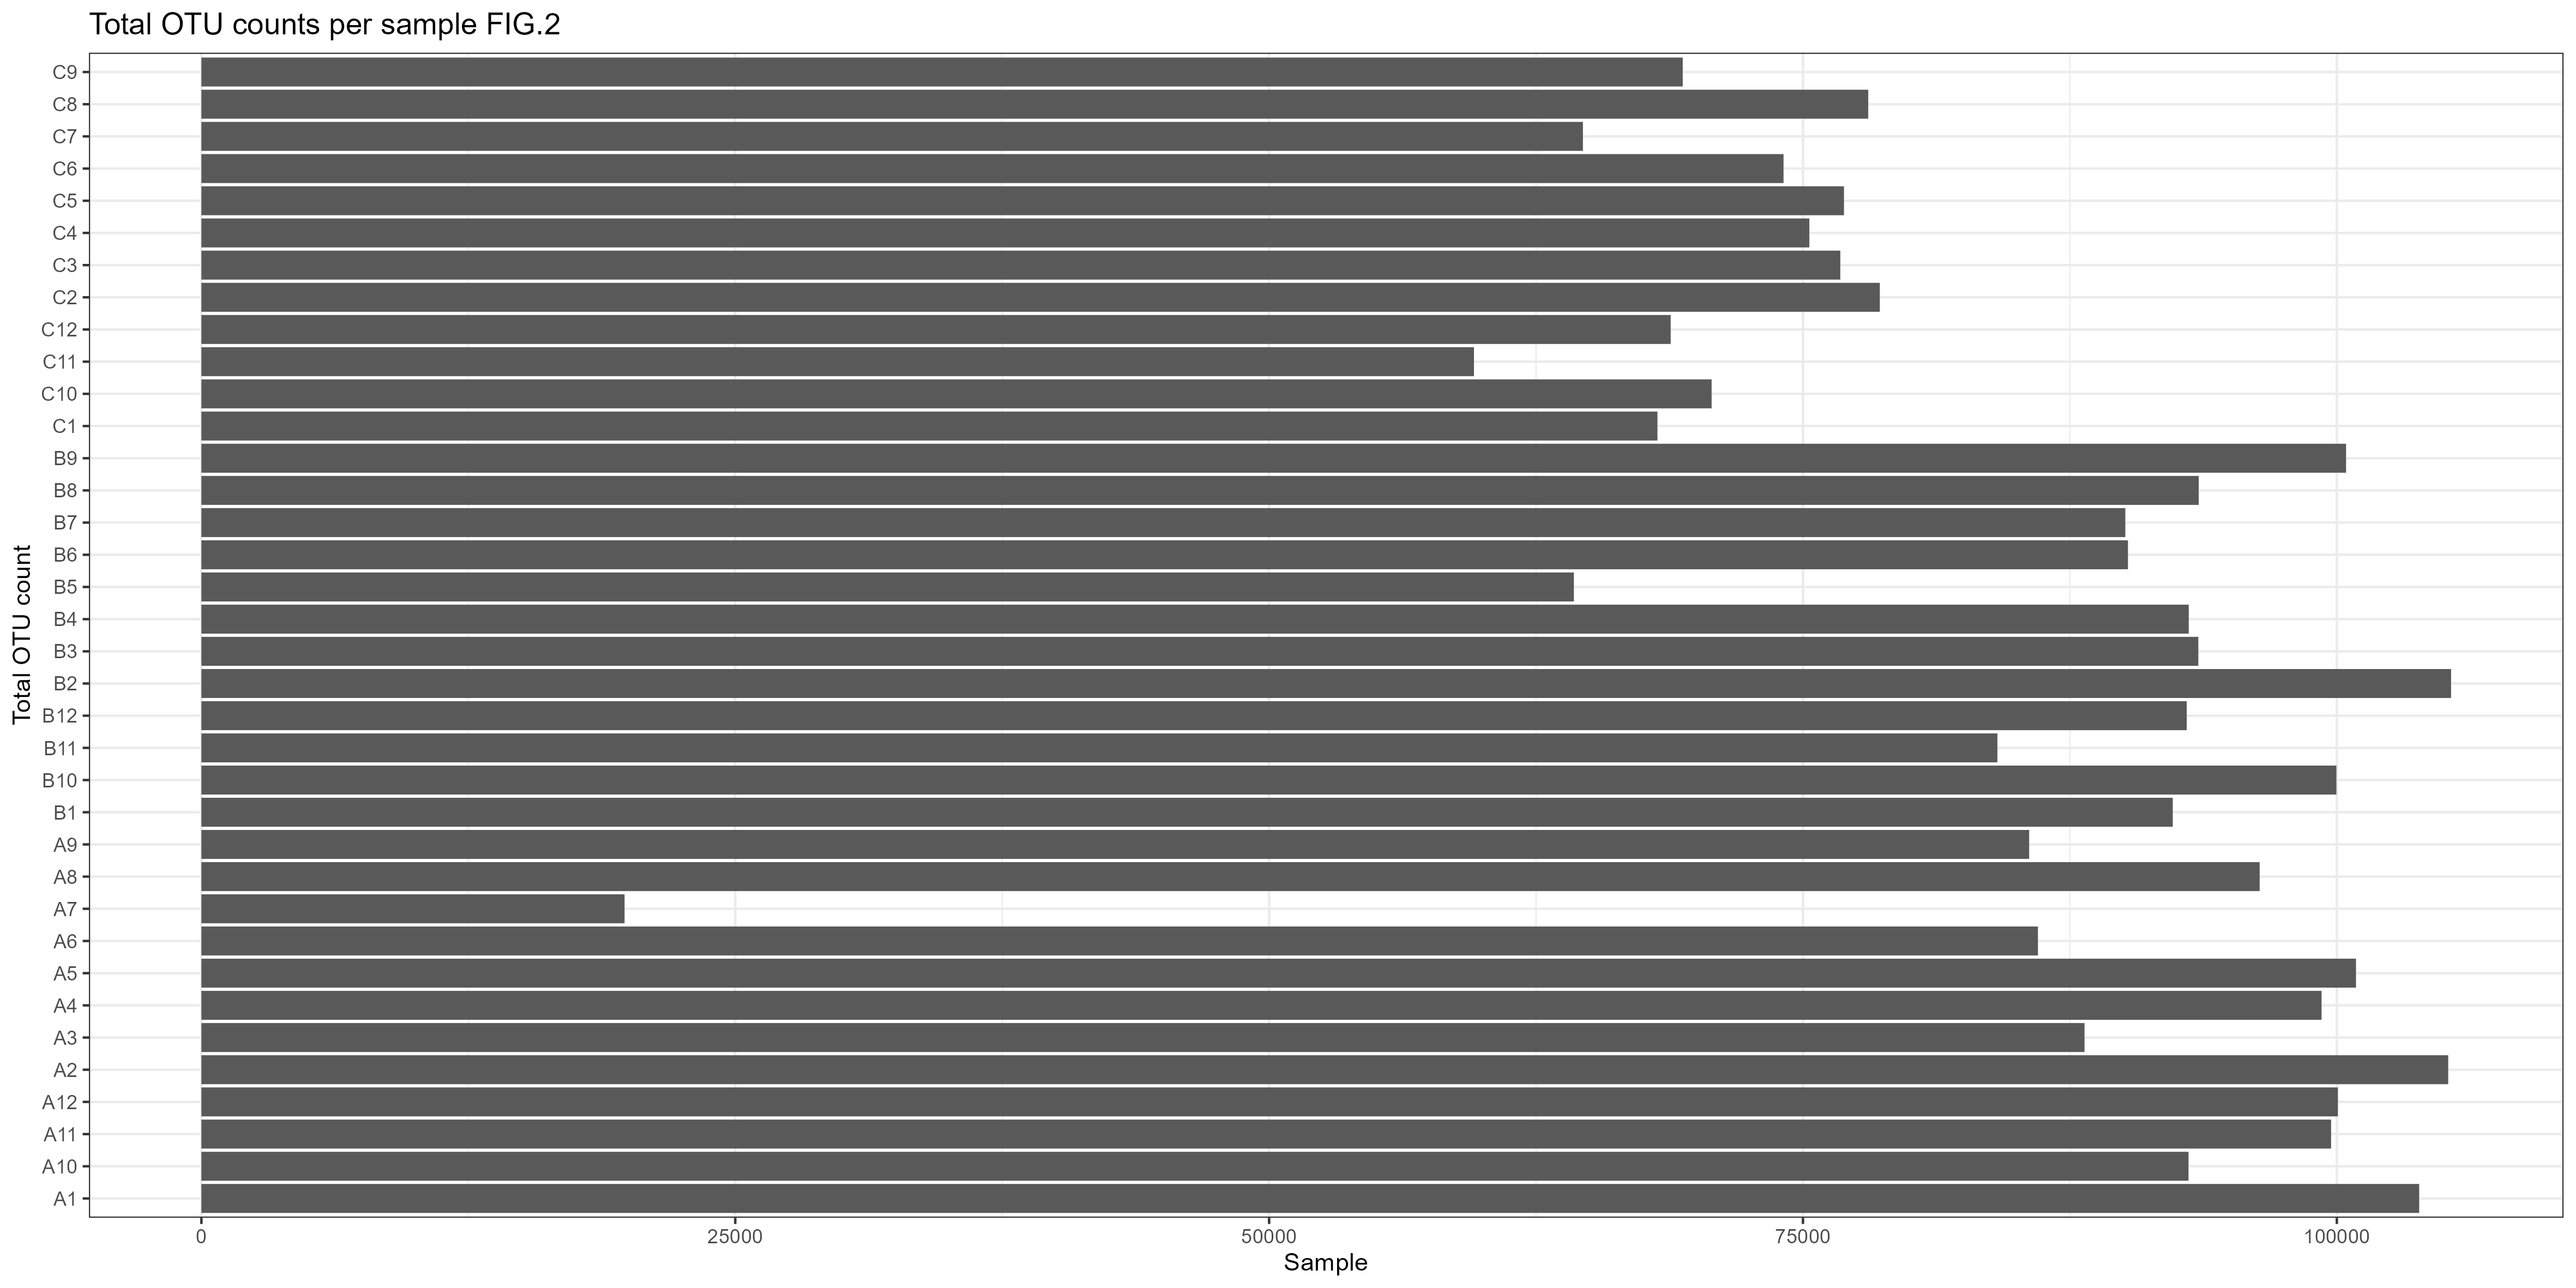 Total OTU counts per sample FIG.2
Total OTU count
C9
C8
C7
C6
C5
C4
C3
C2
C12
C11
C10
C1
B9
B8
B7
B6
B5
B4
B3
B2
B12
B11
B10
B1
A9
A8
A7
A6
A5
A4
A3
A2
A12
A11
A10
A1
0 25000 50000 75000 100000
Sample